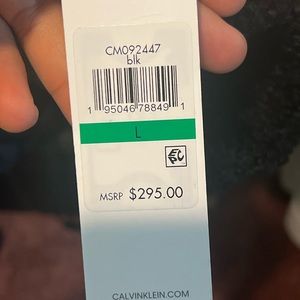 CM092447
blk
1 95046 78849 1
L
MSRP $295.00
CALVINKLEIN.COM